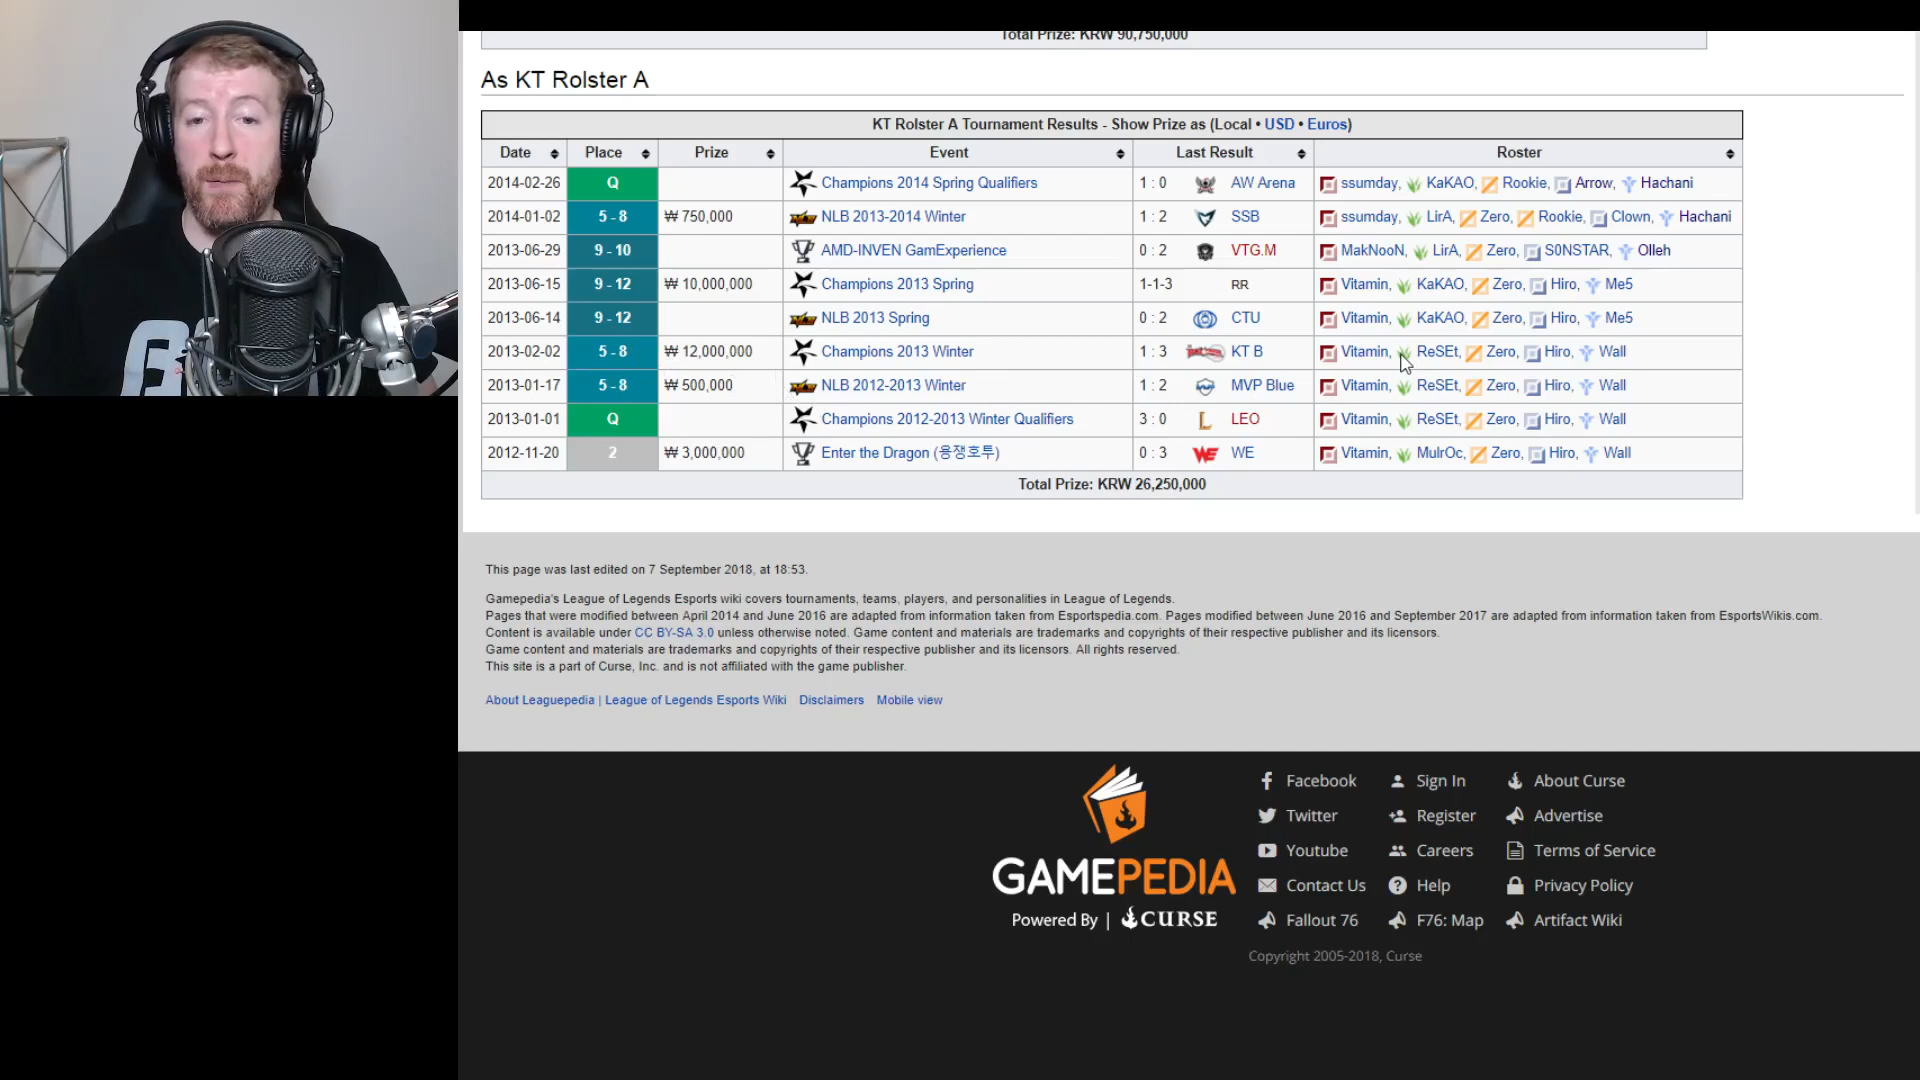 Total Prize: KRW 90,750,000
As KT Rolster A
KT Rolster A Tournament Results - Show Prize as (Local • USD • Euros)
Date Place Prize Event Last Result Roster
2014-02-26 Q Champions 2014 Spring Qualifiers 1 : 0 AW Arena ssumday, KaKAO, Rookie, Arrow, Hachani
2014-01-02 5 - 8 ₩ 750,000 NLB 2013-2014 Winter 1 : 2 SSB ssumday, LirA, Zero, Rookie, Clown, Hachani
2013-06-29 9 - 10 AMD-INVEN GamExperience 0 : 2 VTG.M MakNooN, LirA, Zero, S0NSTAR, Olleh
2013-06-15 9 - 12 ₩ 10,000,000 Champions 2013 Spring 1-1-3 RR Vitamin, KaKAO, Zero, Hiro, Me5
2013-06-14 9 - 12 NLB 2013 Spring 0 : 2 CTU Vitamin, KaKAO, Zero, Hiro, Me5
2013-02-02 5 - 8 ₩ 12,000,000 Champions 2013 Winter 1 : 3 KT B Vitamin, ReSEt, Zero, Hiro, Wall
2013-01-17 5 - 8 ₩ 500,000 NLB 2012-2013 Winter 1 : 2 MVP Blue Vitamin, ReSEt, Zero, Hiro, Wall
2013-01-01 Q Champions 2012-2013 Winter Qualifiers 3 : 0 LEO Vitamin, ReSEt, Zero, Hiro, Wall
2012-11-20 2 ₩ 3,000,000 Enter the Dragon (용쟁호투) 0 : 3 WE WE Vitamin, MulrOc, Zero, Hiro, Wall
Total Prize: KRW 26,250,000
This page was last edited on 7 September 2018, at 18:53.
Gamepedia's League of Legends Esports wiki covers tournaments, teams, players, and personalities in League of Legends.
Pages that were modified between April 2014 and June 2016 are adapted from information taken from Esportspedia.com. Pages modified between June 2016 and September 2017 are adapted from information taken from EsportsWikis.com.
Content is available under CC BY-SA 3.0 unless otherwise noted. Game content and materials are trademarks and copyrights of their respective publisher and its licensors.
Game content and materials are trademarks and copyrights of their respective publisher and its licensors. All rights reserved.
This site is a part of Curse, Inc. and is not affiliated with the game publisher.
About Leaguepedia | League of Legends Esports Wiki Disclaimers Mobile view
GAMEPEDIA
Powered By | CURSE
Facebook Sign In About Curse
Twitter Register Advertise
Youtube Careers Terms of Service
Contact Us Help Privacy Policy
Fallout 76 F76: Map Artifact Wiki
Copyright 2005-2018, Curse